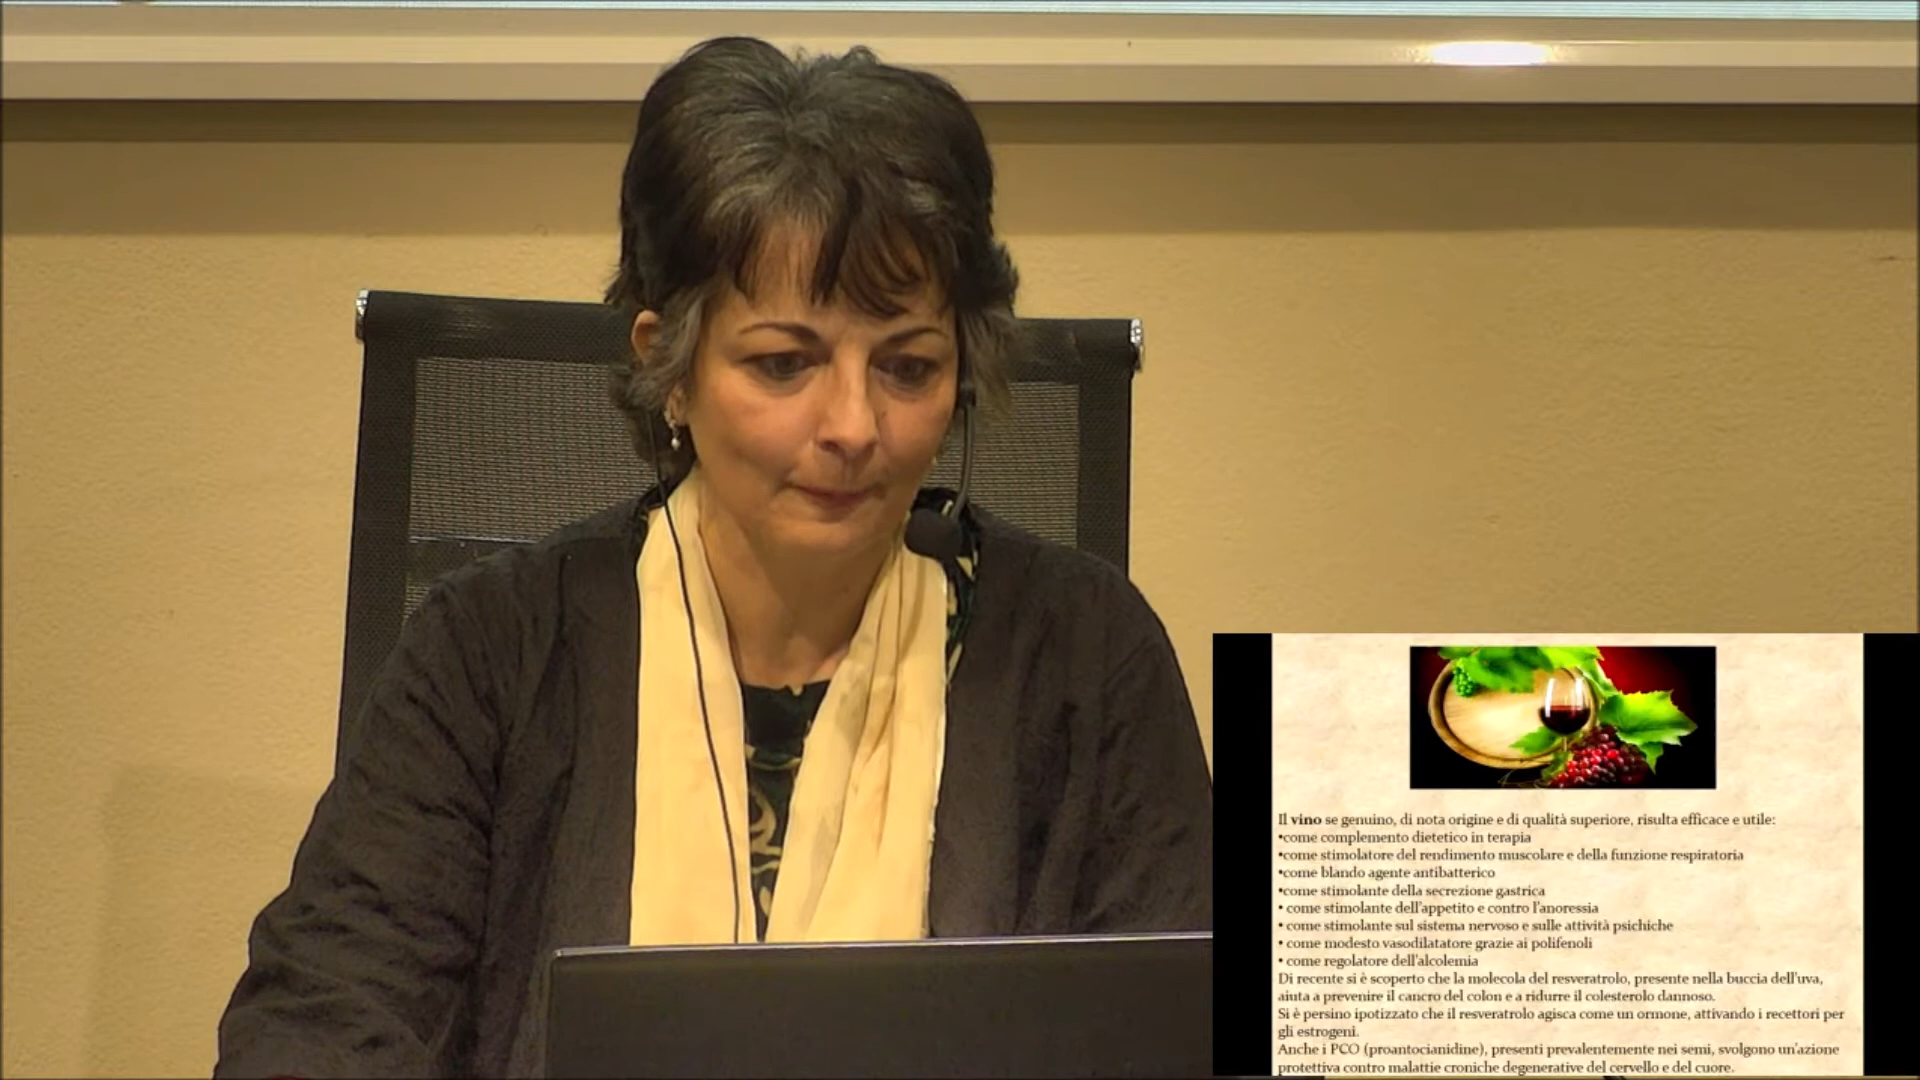 Il vino se genuino, di nota origine e di qualità superiore, risulta efficace e utile:
•come complemento dietetico in terapia
•come stimolatore del rendimento muscolare e della funzione respiratoria
•come blando agente antibatterico
•come stimolante della secrezione gastrica
• come stimolante dell'appetito e contro l'anoressia
• come stimolante sul sistema nervoso e sulle attività psichiche
• come modesto vasodilatatore grazie ai polifenoli
• come regolatore dell'alcolemia
Di recente si è scoperto che la molecola del resveratrolo, presente nella buccia dell'uva,
aiuta a prevenire il cancro del colon e a ridurre il colesterolo dannoso.
Si è persino ipotizzato che il resveratrolo agisca come un ormone, attivando i recettori per
gli estrogeni.
Anche i PCO (proantocianidine), presenti prevalentemente nei semi, svolgono un'azione
protettiva contro malattie croniche degenerative del cervello e del cuore.